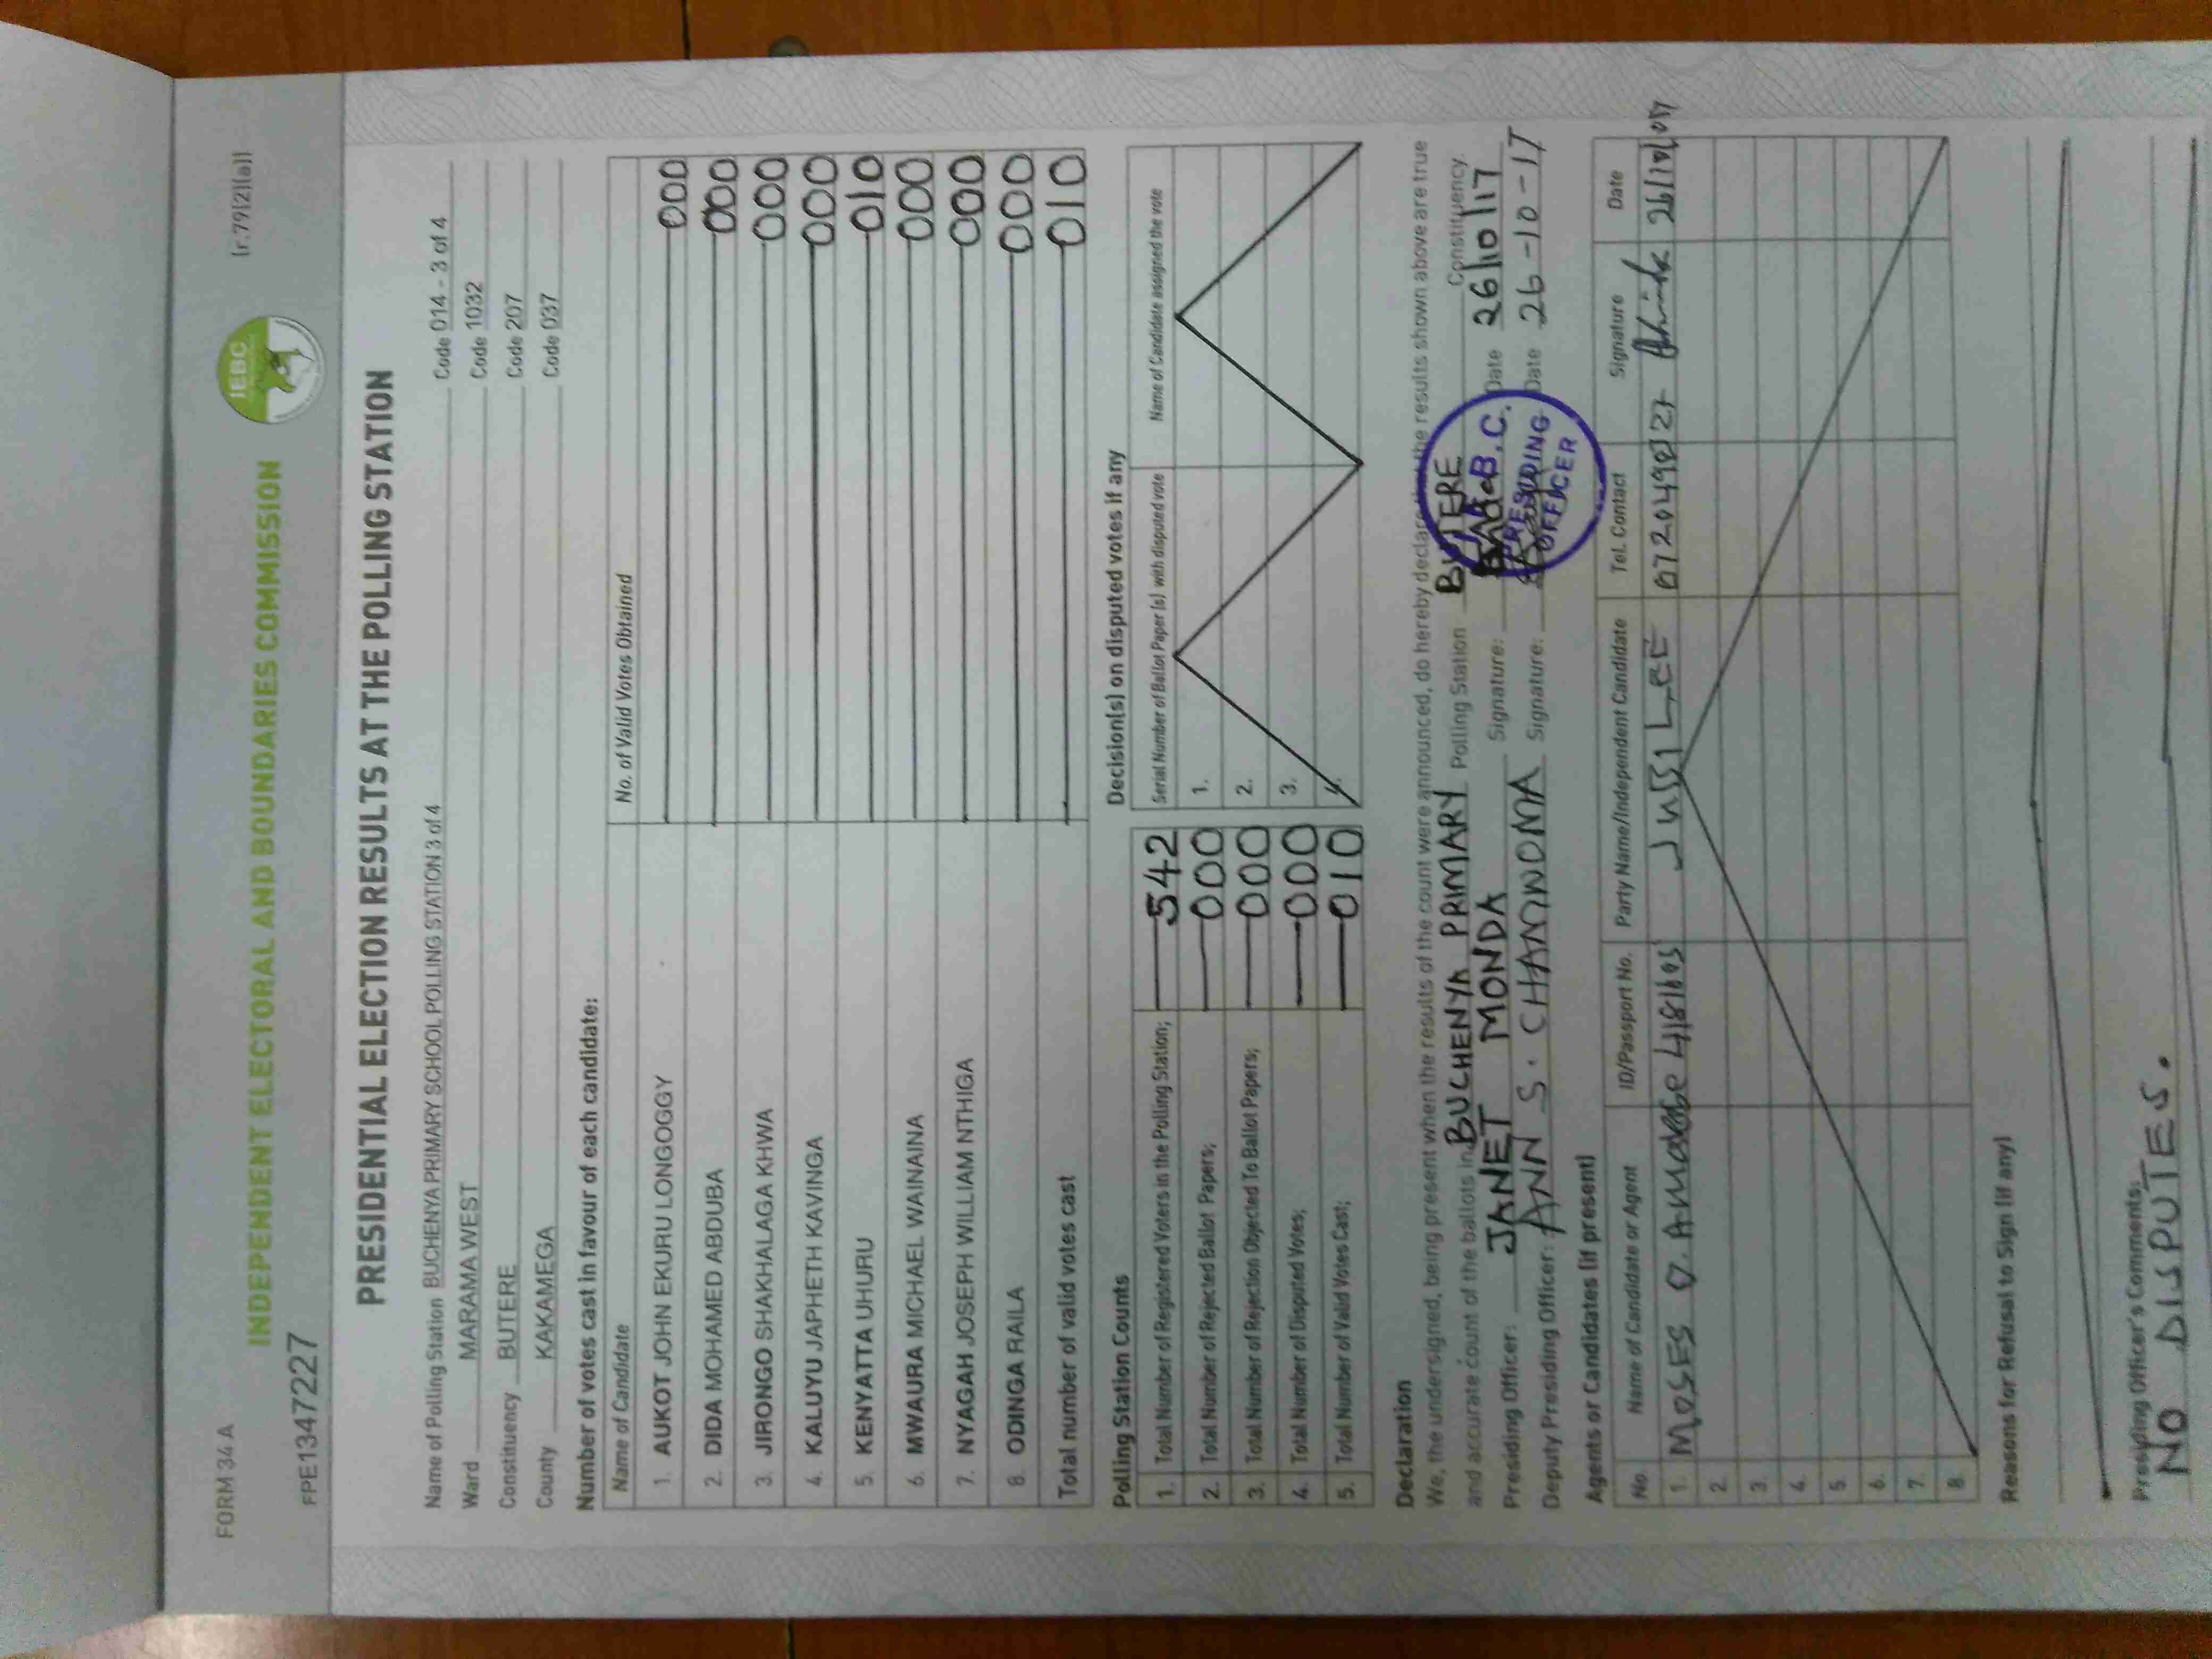 FORM 34 A
[r.79(2)(a)]
IEBC
INDEPENDENT ELECTORAL AND BOUNDARIES COMMISSION
FPE1347227
PRESIDENTIAL ELECTION RESULTS AT THE POLLING STATION
Name of Polling Station BUCHENYA PRIMARY SCHOOL POLLING STATION 3 of 4 Code 014 - 3 of 4
Ward MARAMA WEST Code 1032
Constituency BUTERE Code 207
County KAKAMEGA Code 037
Number of votes cast in favour of each candidate:
Name of Candidate No. of Valid Votes Obtained
1. AUKOT JOHN EKURU LONGOGGY 000
2. DIDA MOHAMED ABDUBA 000
3. JIRONGO SHAKHALAGA KHWA 000
4. KALUYU JAPHETH KAVINGA 000
5. KENYATTA UHURU 010
6. MWAURA MICHAEL WAINAINA 000
7. NYAGAH JOSEPH WILLIAM NTHIGA 000
8. ODINGA RAILA 000
Total number of valid votes cast 010
Polling Station Counts
1. Total Number of Registered Voters in the Polling Station; 542
2. Total Number of Rejected Ballot Papers; 000
3. Total Number of Rejection Objected To Ballot Papers; 000
4. Total Number of Disputed Votes; 000
5. Total Number of Valid Votes Cast; 010
Decision(s) on disputed votes if any
Serial Number of Ballot Paper (s) with disputed vote Name of Candidate assigned the vote
1.
2.
3.
4.
Declaration
We, the undersigned, being present when the results of the count were announced, do hereby declare that the results shown above are true
and accurate count of the ballots in BUCHENYA PRIMARY Polling Station BUTERE Constituency.
Presiding Officer: JANET MONDA Signature: Date 26/10/17
Deputy Presiding Officer: ANN S. CHANWOMA Signature: Date 26-10-17
PRESIDING
OFFICER
Agents or Candidates (if present)
No Name of Candidate or Agent ID/Passport No. Party Name/Independent Candidate Tel. Contact Signature Date
1. MOSES O. 4181605 JUBILEE 26/10/017
2.
3.
4.
5.
6.
7.
8.
Reasons for Refusal to Sign (if any)
Presiding Officer's Comments;
NO DISPUTES.